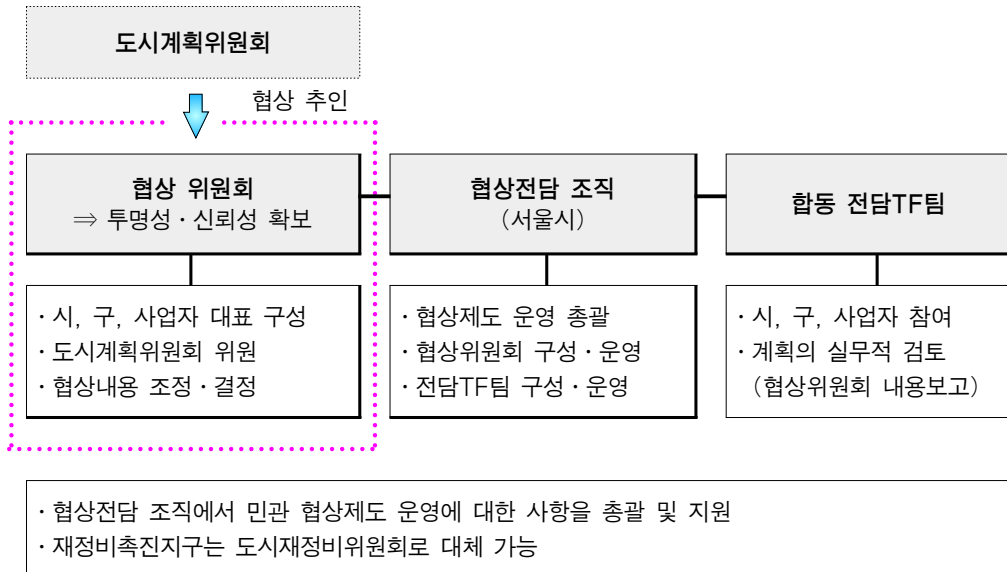 도시계획위원회
협상 추인
협상 위원회
⇒ 투명성·신뢰성 확보
협상전담 조직
(서울시)
합동 전담TF팀
· 시, 구, 사업자 대표 구성
· 도시계획위원회 위원
· 협상내용 조정·결정
· 협상제도 운영 총괄
· 협상위원회 구성·운영
· 전담TF팀 구성·운영
· 시, 구, 사업자 참여
· 계획의 실무적 검토
(협상위원회 내용보고)
· 협상전담 조직에서 민관 협상제도 운영에 대한 사항을 총괄 및 지원
· 재정비촉진지구는 도시재정비위원회로 대체 가능